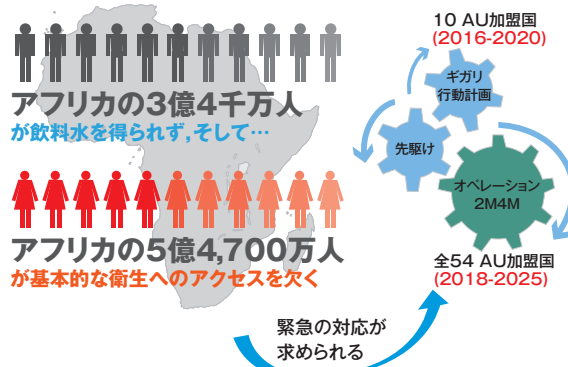 アフリカの3億4千万人
が飲料水を得られず,そして…
アフリカの5億4,700万人
が基本的な衛生へのアクセスを欠く
10 AU加盟国
(2016-2020)
ギガリ
行動計画
先駆け
オペレーション
2M4M
全54 AU加盟国
(2018-2025)
緊急の対応が
求められる